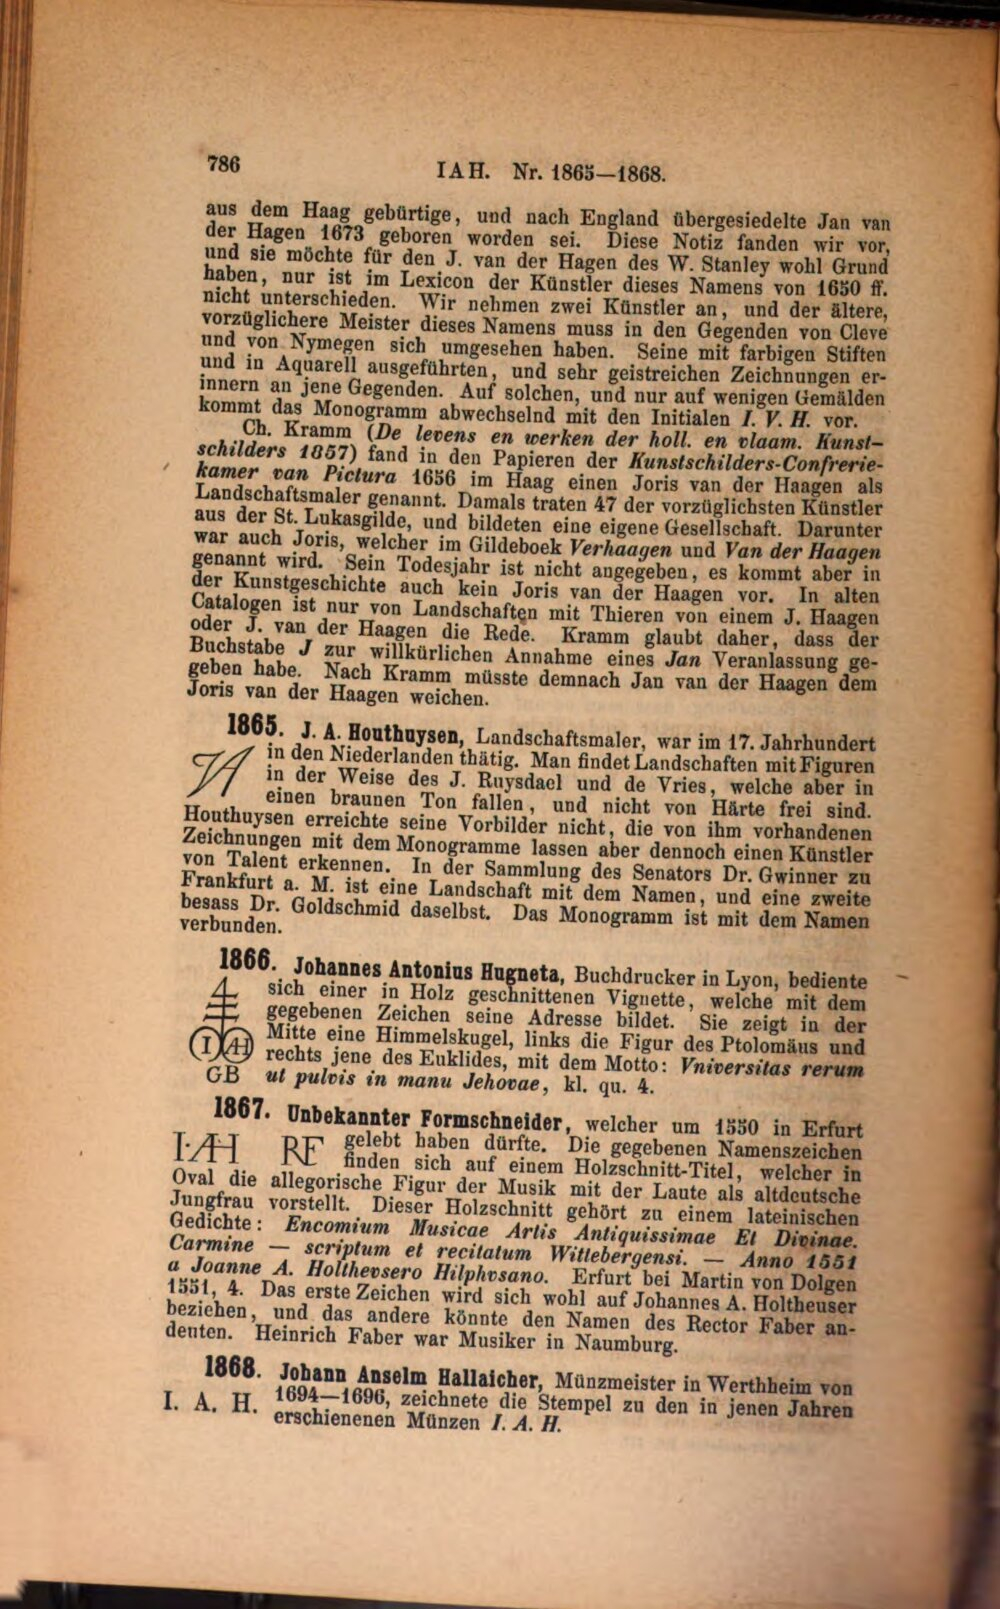 786
IAH. Nr. 1865—1868.
aus dem Haag gebürtige, und nach England übergesiedelte Jan van
der Hagen 1673 geboren worden sei. Diese Notiz fanden wir vor,
und sie möchte für den J. van der Hagen des W. Stanley wohl Grund
haben, nur ist im Lexicon der Künstler dieses Namens von 1650 ff.
nicht unterschieden. Wir nehmen zwei Künstler an, und der ältere,
vorzüglichere Meister dieses Namens muss in den Gegenden von Cleve
und von Nymegen sich umgesehen haben. Seine mit farbigen Stiften
und in Aquarell ausgeführten, und sehr geistreichen Zeichnungen er-
innern an jene Gegenden. Auf solchen, und nur auf wenigen Gemälden
kommt das Monogramm abwechselnd mit den Initialen I. V. H. vor.
Ch. Kramm (De levens en werken der holl. en vlaam. Kunst-
schilders 1857) fand in den Papieren der Kunstschilders-Confrerie-
kamer van Pictura 1656 im Haag einen Joris van der Haagen als
Landschaftsmaler genannt. Damals traten 47 der vorzüglichsten Künstler
aus der St. Lukasgilde, und bildeten eine eigene Gesellschaft. Darunter
war auch Joris, welcher im Gildeboek Verhaagen und Van der Haagen
genannt wird. Sein Todesjahr ist nicht angegeben, es kommt aber in
der Kunstgeschichte auch kein Joris van der Haagen vor. In alten
Catalogen ist nur von Landschaften mit Thieren von einem J. Haagen
oder J. van der Haagen die Rede. Kramm glaubt daher, dass der
Buchstabe J zur willkürlichen Annahme eines Jan Veranlassung ge-
geben habe. Nach Kramm müsste demnach Jan van der Haagen dem
Joris van der Haagen weichen.
1865. J. A. Houthuysen, Landschaftsmaler, war im 17. Jahrhundert
in den Niederlanden thätig. Man findet Landschaften mit Figuren
in der Weise des J. Ruysdael und de Vries, welche aber in
einen braunen Ton fallen, und nicht von Härte frei sind.
Houthuysen erreichte seine Vorbilder nicht, die von ihm vorhandenen
Zeichnungen mit dem Monogramme lassen aber dennoch einen Künstler
von Talent erkennen. In der Sammlung des Senators Dr. Gwinner zu
Frankfurt a. M. ist eine Landschaft mit dem Namen, und eine zweite
besass Dr. Goldschmid daselbst. Das Monogramm ist mit dem Namen
verbunden.
1866. Johannes Antonius Hugneta, Buchdrucker in Lyon, bediente
sich einer in Holz geschnittenen Vignette, welche mit dem
gegebenen Zeichen seine Adresse bildet. Sie zeigt in der
Mitte eine Himmelskugel, links die Figur des Ptolomäus und
I AH rechts jene des Euklides, mit dem Motto: Vniversitas rerum
GB ut pulvis in manu Jehovae, kl. qu. 4.
1867. Unbekannter Formschneider, welcher um 1550 in Erfurt
I·AH RF gelebt haben dürfte. Die gegebenen Namenszeichen
finden sich auf einem Holzschnitt-Titel, welcher in
Oval die allegorische Figur der Musik mit der Laute als altdeutsche
Jungfrau vorstellt. Dieser Holzschnitt gehört zu einem lateinischen
Gedichte: Encomium Musicae Artis Antiquissimae Et Divinae.
Carmine — scriptum et recitatum Wittebergensi. — Anno 1551
a Joanne A. Holthevsero Hilphvsano. Erfurt bei Martin von Dolgen
1551, 4. Das erste Zeichen wird sich wohl auf Johannes A. Holtheuser
beziehen, und das andere könnte den Namen des Rector Faber an-
deuten. Heinrich Faber war Musiker in Naumburg.
1868. Johann Anselm Hallaicher, Münzmeister in Werthheim von
I. A. H. 1694—1696, zeichnete die Stempel zu den in jenen Jahren
erschienenen Münzen I. A. H.